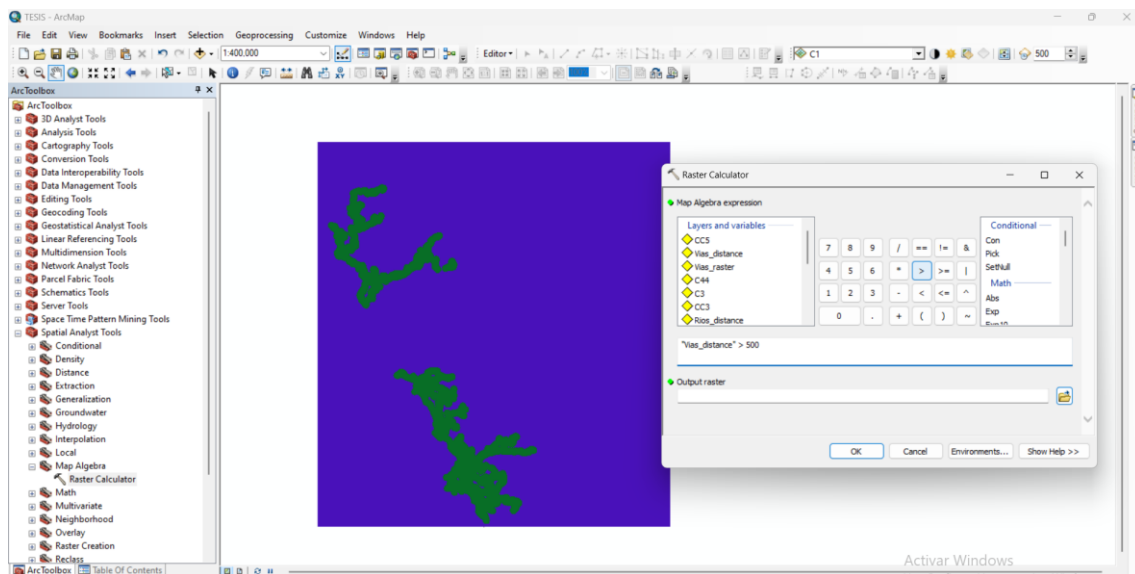 TESIS - ArcMap
File Edit View Bookmarks Insert Selection Geoprocessing Customize Windows Help
1:400.000
Editor
C1
500
ArcToolbox
ArcToolbox
3D Analyst Tools
Analysis Tools
Cartography Tools
Conversion Tools
Data Interoperability Tools
Data Management Tools
Editing Tools
Geocoding Tools
Geostatistical Analyst Tools
Linear Referencing Tools
Multidimension Tools
Network Analyst Tools
Parcel Fabric Tools
Schematics Tools
Server Tools
Space Time Pattern Mining Tools
Spatial Analyst Tools
Conditional
Density
Distance
Extraction
Generalization
Groundwater
Hydrology
Interpolation
Local
Map Algebra
Raster Calculator
Math
Multivariate
Neighborhood
Overlay
Raster Creation
Reclass
ArcToolbox Table Of Contents
Raster Calculator
Map Algebra expression
Layers and variables
CC5
Vias_distance
Vias_raster
C44
C3
CC3
Rios_distance
7 8 9 / == != &
4 5 6 * > >= |
1 2 3 - < <= ^
0 . + ( ) ~
Conditional
Con
Pick
SetNull
Math
Abs
Exp
Exp10
"Vias_distance" > 500
Output raster
OK Cancel Environments... Show Help >>
Activar Windows